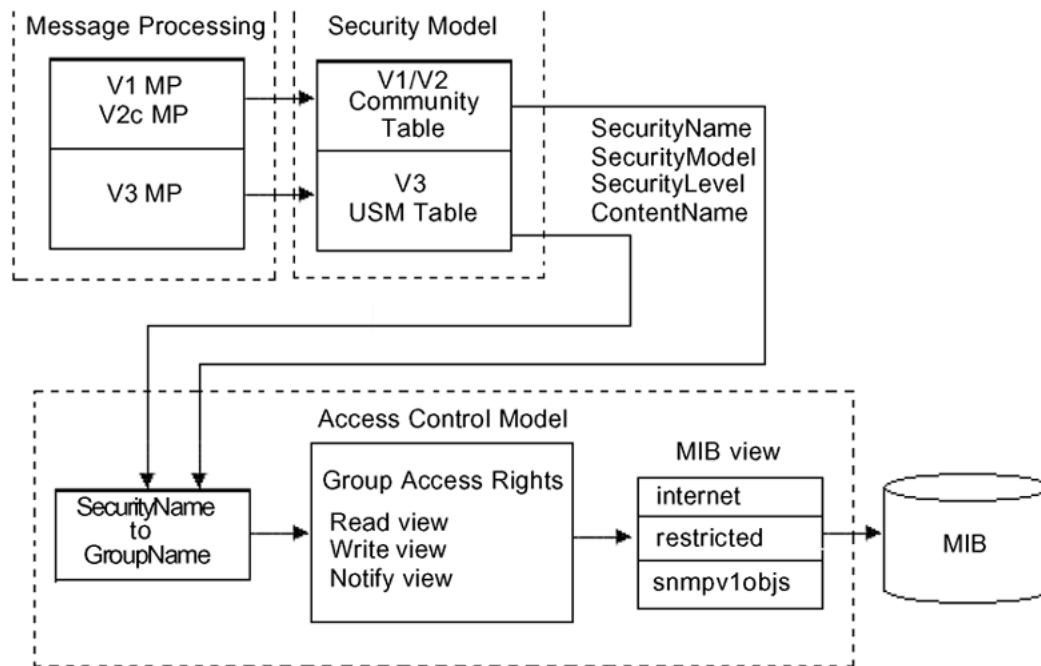 Message Processing
Security Model
V1 MP
V2c MP
V3 MP
V1/V2
Community
Table
V3
USM Table
SecurityName
SecurityModel
SecurityLevel
ContentName
Access Control Model
SecurityName
to
GroupName
Group Access Rights
Read view
Write view
Notify view
MIB view
internet
restricted
snmpv1objs
MIB